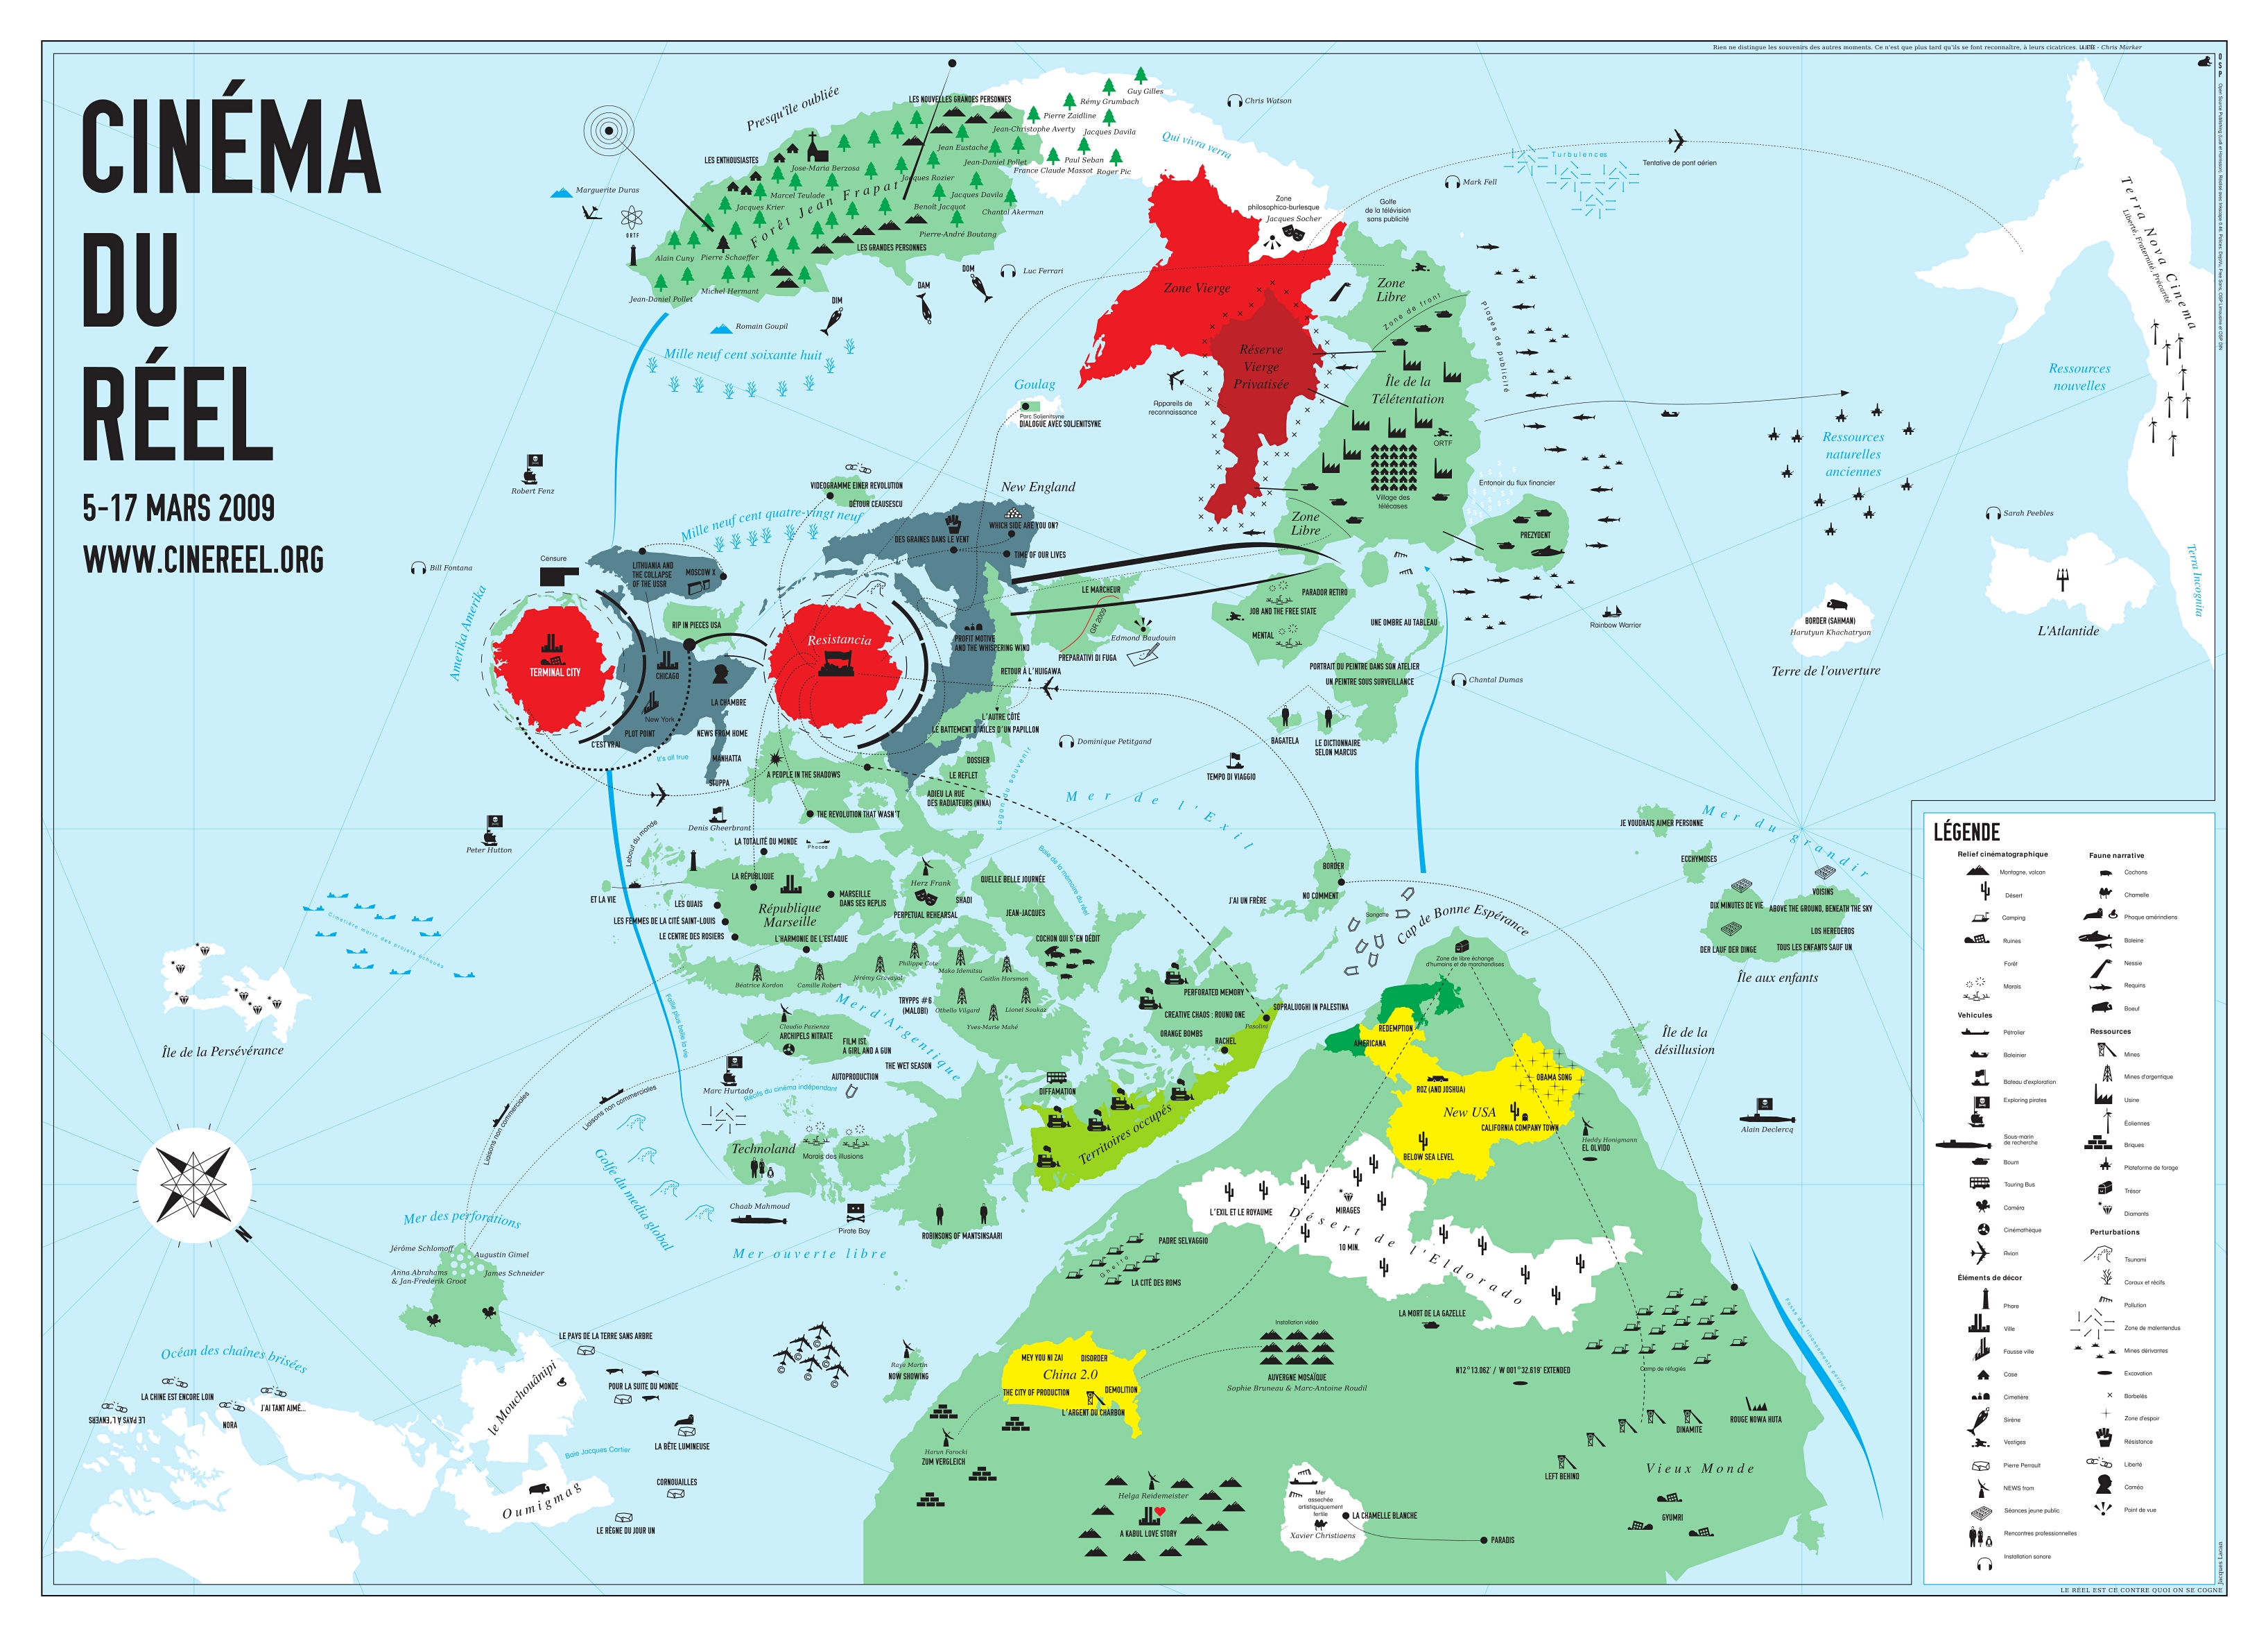 Rien ne distingue les souvenirs des autres moments. Ce n'est que plus tard qu'ils se font reconnaître, à leurs cicatrices. LA JETÉE - Chris Marker
CINÉMA
DU
RÉEL
5-17 MARS 2009
WWW.CINEREEL.ORG
Presqu'île oubliée
LES NOUVELLES GRANDES PERSONNES
Guy Gilles
Rémy Grumbach
Pierre Zaidline
Jean-Christophe Averty
Jacques Davila
Jean Eustache
Jean-Daniel Pollet
Paul Seban
France Claude Massot
Roger Pic
LES ENTHOUSIASTES
Jose-Maria Berzosa
Jacques Rozier
Marcel Teulade
Jacques Davila
Jacques Krier
Benoît Jacquot
Chantal Akerman
Forêt Jean Frapat
Pierre-André Boutang
LES GRANDES PERSONNES
Alain Cuny
Pierre Schaeffer
Michel Hermant
Jean-Daniel Pollet
Marguerite Duras
ORTF
DIM
DAM
DOM
Luc Ferrari
Chris Watson
Qui vivra verra
Mark Fell
Turbulences
Tentative de pont aérien
Terra Nova Cinema
Liberté, Fraternité, Précarité
Zone
philosophico-burlesque
Jacques Socher
Golfe
de la télévision
sans publicité
Zone Vierge
Zone
Libre
Zone de front
Plages de publicité
Réserve
Vierge
Privatisée
Île de la
Télétentation
ORTF
Village des
télécases
Appareils de
reconnaissance
Zone
Libre
Entonoir du flux financier
PREZYDENT
Ressources
naturelles
anciennes
Ressources
nouvelles
Terra Incognita
Sarah Peebles
Rainbow Warrior
BORDER (SAHMAN)
Harutyun Khachatryan
Terre de l'ouverture
L'Atlantide
Romain Goupil
Mille neuf cent soixante huit
Goulag
Parc Soljenitsyne
DIALOGUE AVEC SOLJENITSYNE
Robert Fenz
VIDEOGRAMME EINER REVOLUTION
DÉTOUR CEAUSESCU
New England
Mille neuf cent quatre-vingt neuf
WHICH SIDE ARE YOU ON?
DES GRAINES DANS LE VENT
TIME OF OUR LIVES
Bill Fontana
Censure
LITHUANIA AND
THE COLLAPSE
OF THE USSR
MOSCOW X
Amerika Amerika
RIP IN PIECES USA
TERMINAL CITY
CHICAGO
New York
LA CHAMBRE
PLOT POINT
NEWS FROM HOME
C'EST VRAI
It's all true
MANHATTA
Resistancia
PROFIT MOTIVE
AND THE WHISPERING WIND
LE MARCHEUR
GR 2009
Edmond Baudouin
PREPARATIVI DI FUGA
RETOUR À L'HUIGAWA
L'AUTRE CÔTÉ
LE BATTEMENT D'AILES D'UN PAPILLON
PARADOR RETIRO
JOB AND THE FREE STATE
MENTAL
UNE OMBRE AU TABLEAU
PORTRAIT DU PEINTRE DANS SON ATELIER
UN PEINTRE SOUS SURVEILLANCE
Chantal Dumas
BAGATELA
LE DICTIONNAIRE
SELON MARCUS
Dominique Petitgand
TEMPO DI VIAGGIO
DOSSIER
LE REFLET
ADIEU LA RUE
DES RADIATEURS (NINA)
Lagon du souvenir
Mer de l'Exil
A PEOPLE IN THE SHADOWS
THE REVOLUTION THAT WASN'T
Denis Gheerbrant
Peter Hutton
Lebout du monde
LA TOTALITÉ DU MONDE
Phocea
LA RÉPUBLIQUE
ET LA VIE
LES QUAIS
MARSEILLE
DANS SES REPLIS
République
Marseille
LES FEMMES DE LA CITÉ SAINT-LOUIS
LE CENTRE DES ROSIERS
L'HARMONIE DE L'ESTAQUE
Herz Frank
SHADI
PERPETUAL REHEARSAL
QUELLE BELLE JOURNÉE
JEAN-JACQUES
COCHON QUI S'EN DÉDIT
Baie de la mémoire du réel
BORDER
NO COMMENT
J'AI UN FRÈRE
Sangatte
Cap de Bonne Espérance
Zone de libre échange
d'humains et de marchandises
JE VOUDRAIS AIMER PERSONNE
Mer du grandir
ECCHYMOSES
VOISINS
DIX MINUTES DE VIE
ABOVE THE GROUND, BENEATH THE SKY
LOS HEREDEROS
DER LAUF DER DINGE
TOUS LES ENFANTS SAUF UN
Île aux enfants
Île de la
désillusion
Cimetière marin des projets échoués
Île de la Persévérance
Béatrice Kordon
Camille Robert
Jérémy Gravayat
Philippe Cote
Mako Idemitsu
Caitlin Horsmon
Othello Vilgard
Lionel Soukaz
Yves-Marie Mahé
TRYPPS #6
(MALOBI)
Mer d'Argentique
Faille plus belle la vie
Claudio Pazienza
ARCHIPELS NITRATE
FILM IST
A GIRL AND A GUN
THE WET SEASON
AUTOPRODUCTION
Marc Hurtado
Récifs du cinéma indépendant
PERFORATED MEMORY
CREATIVE CHAOS : ROUND ONE
SOPRALUOGHI IN PALESTINA
Pasolini
ORANGE BOMBS
RACHEL
DIFFAMATION
Territoires occupés
AMERICANA
REDEMPTION
ROZ (AND JOSHUA)
OBAMA SONG
New USA
CALIFORNIA COMPANY TOWN
BELOW SEA LEVEL
Heddy Honigmann
EL OLVIDO
Alain Declercq
Liaisons non commerciales
Liaisons non commerciales
Technoland
Marais des illusions
Golfe du media global
Chaab Mahmoud
Pirate Bay
ROBINSONS OF MANTSINSAARI
Mer ouverte libre
Mer des perforations
Jérôme Schlomoff
Augustin Gimel
Anna Abrahams
& Jan-Frederik Groot
James Schneider
L'EXIL ET LE ROYAUME
MIRAGES
10 MIN.
Désert de l'Eldorado
PADRE SELVAGGIO
LA CITÉ DES ROMS
LA MORT DE LA GAZELLE
Camp de réfugiés
Fosse des licenciements perdus
Océan des chaînes brisées
LA CHINE EST ENCORE LOIN
LE PAYS À L'ENVERS
NORA
J'AI TANT AIMÉ...
le Mouchouânipi
LE PAYS DE LA TERRE SANS ARBRE
POUR LA SUITE DU MONDE
LA BÊTE LUMINEUSE
Baie Jacques Cartier
CORNOUAILLES
Oumigmag
LE RÈGNE DU JOUR UN
Raya Martin
NOW SHOWING
MEY YOU NI ZAI
DISORDER
China 2.0
THE CITY OF PRODUCTION
DEMOLITION
L'ARGENT DU CHARBON
Harun Farocki
ZUM VERGLEICH
Installation vidéo
AUVERGNE MOSAÏQUE
Sophie Bruneau & Marc-Antoine Roudil
N12°13.062' / W 001°32.619' EXTENDED
ROUGE NOWA HUTA
DINAMITE
LEFT BEHIND
Vieux Monde
GYUMRI
Helga Reidemeister
A KABUL LOVE STORY
Mer
assechée
artistiquement
fertile
Xavier Christiaens
LA CHAMELLE BLANCHE
PARADIS
LÉGENDE
Relief cinématographique
Montagne, volcan
Désert
Camping
Ruines
Forêt
Marais
Vehicules
Pétrolier
Baleinier
Bateau d'exploration
Exploring pirates
Sous-marin
de recherche
Boum
Touring Bus
Caméra
Cinémathèque
Avion
Éléments de décor
Phare
Ville
Fausse ville
Case
Cimetière
Sirène
Vestiges
Pierre Perrault
NEWS from
Séances jeune public
Rencontres professionnelles
Installation sonore
Faune narrative
Cochons
Chamelle
Phoque amérindiens
Baleine
Nessie
Requins
Boeuf
Ressources
Mines
Mines d'argentique
Usine
Éoliennes
Briques
Plateforme de forage
Trésor
Diamants
Perturbations
Tsunami
Coraux et récifs
Pollution
Zone de malentendus
Mines dérivantes
Excavation
Barbelés
Zone d'espoir
Résistance
Liberté
Caméo
Point de vue
LE RÉEL EST CE CONTRE QUOI ON SE COGNE
Jacques Lacan
OSP